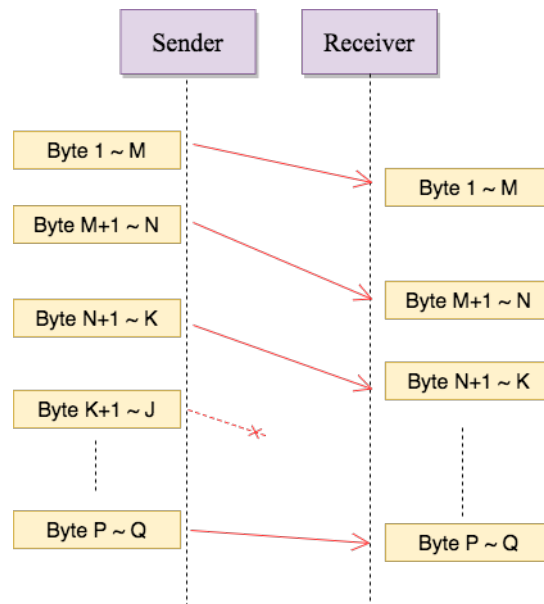 Sender
Receiver
Byte 1 ~ M
Byte 1 ~ M
Byte M+1 ~ N
Byte M+1 ~ N
Byte N+1 ~ K
Byte N+1 ~ K
Byte K+1 ~ J
Byte P ~ Q
Byte P ~ Q